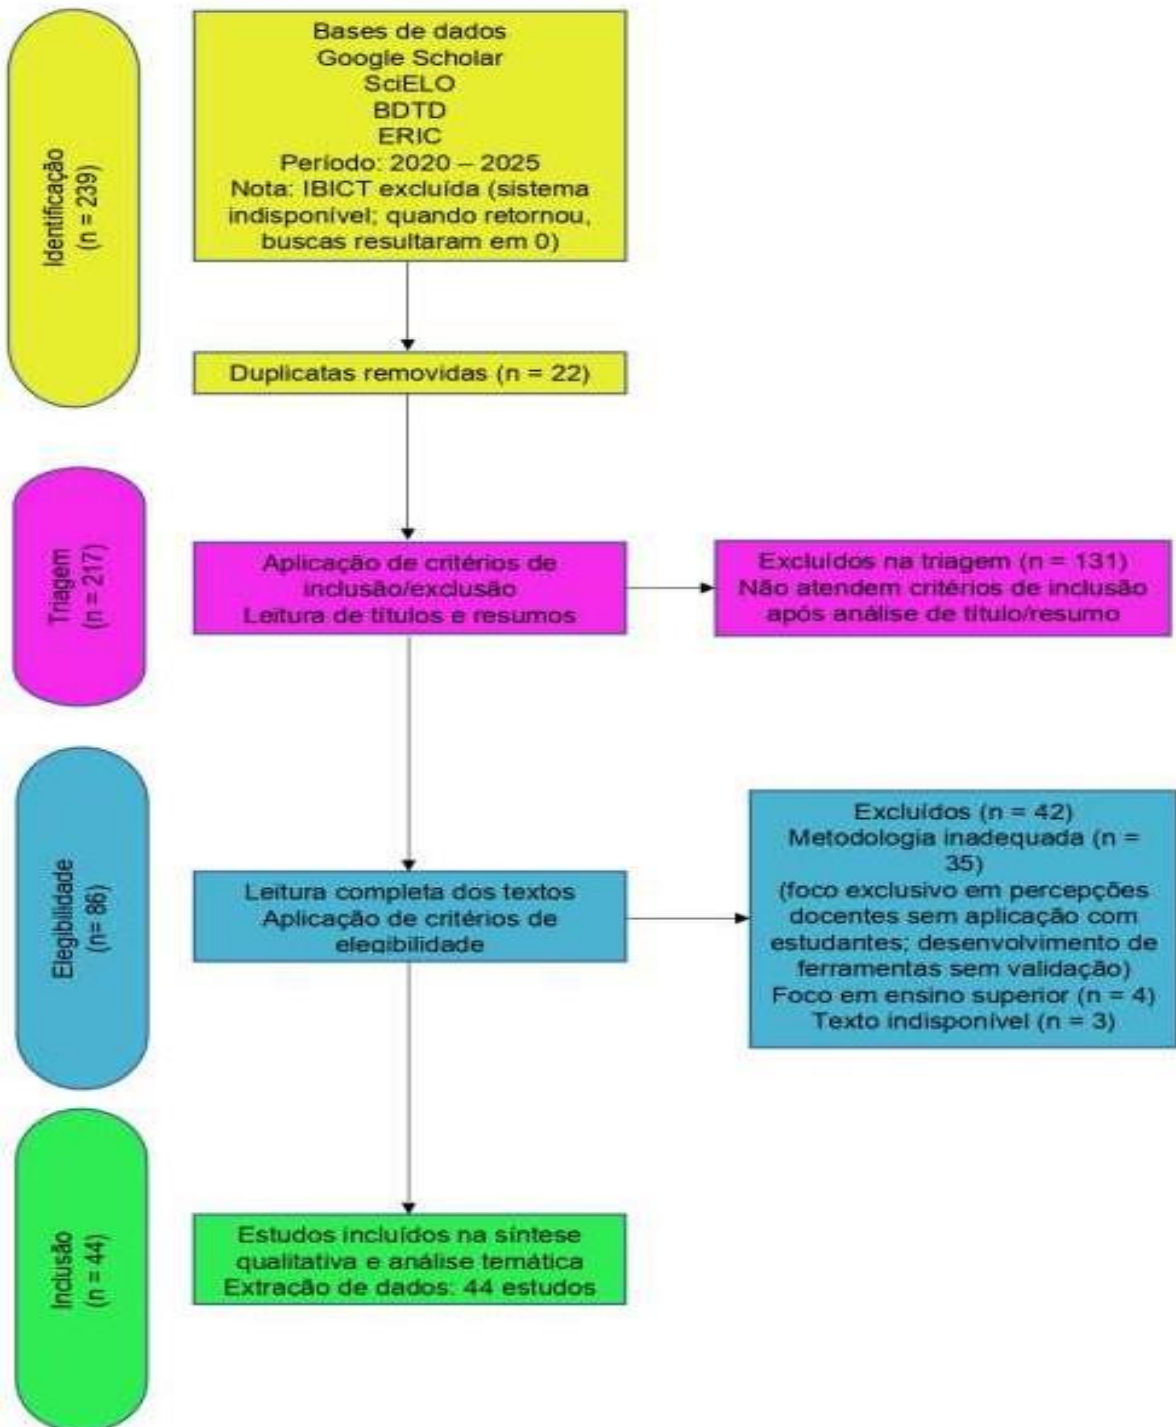 Identificação
(n = 239)
Bases de dados
Google Scholar
SciELO
BDTD
ERIC
Período: 2020 – 2025
Nota: IBICT excluída (sistema
indisponível; quando retornou,
buscas resultaram em 0)
Duplicatas removidas (n = 22)
Triagem
(n = 217)
Aplicação de critérios de
inclusão/exclusão
Leitura de títulos e resumos
Excluídos na triagem (n = 131)
Não atendem critérios de inclusão
após análise de título/resumo
Elegibilidade
(n= 86)
Leitura completa dos textos
Aplicação de critérios de
elegibilidade
Excluídos (n = 42)
Metodologia inadequada (n =
35)
(foco exclusivo em percepções
docentes sem aplicação com
estudantes; desenvolvimento de
ferramentas sem validação)
Foco em ensino superior (n = 4)
Texto indisponível (n = 3)
Inclusão
(n = 44)
Estudos incluídos na síntese
qualitativa e análise temática
Extração de dados: 44 estudos